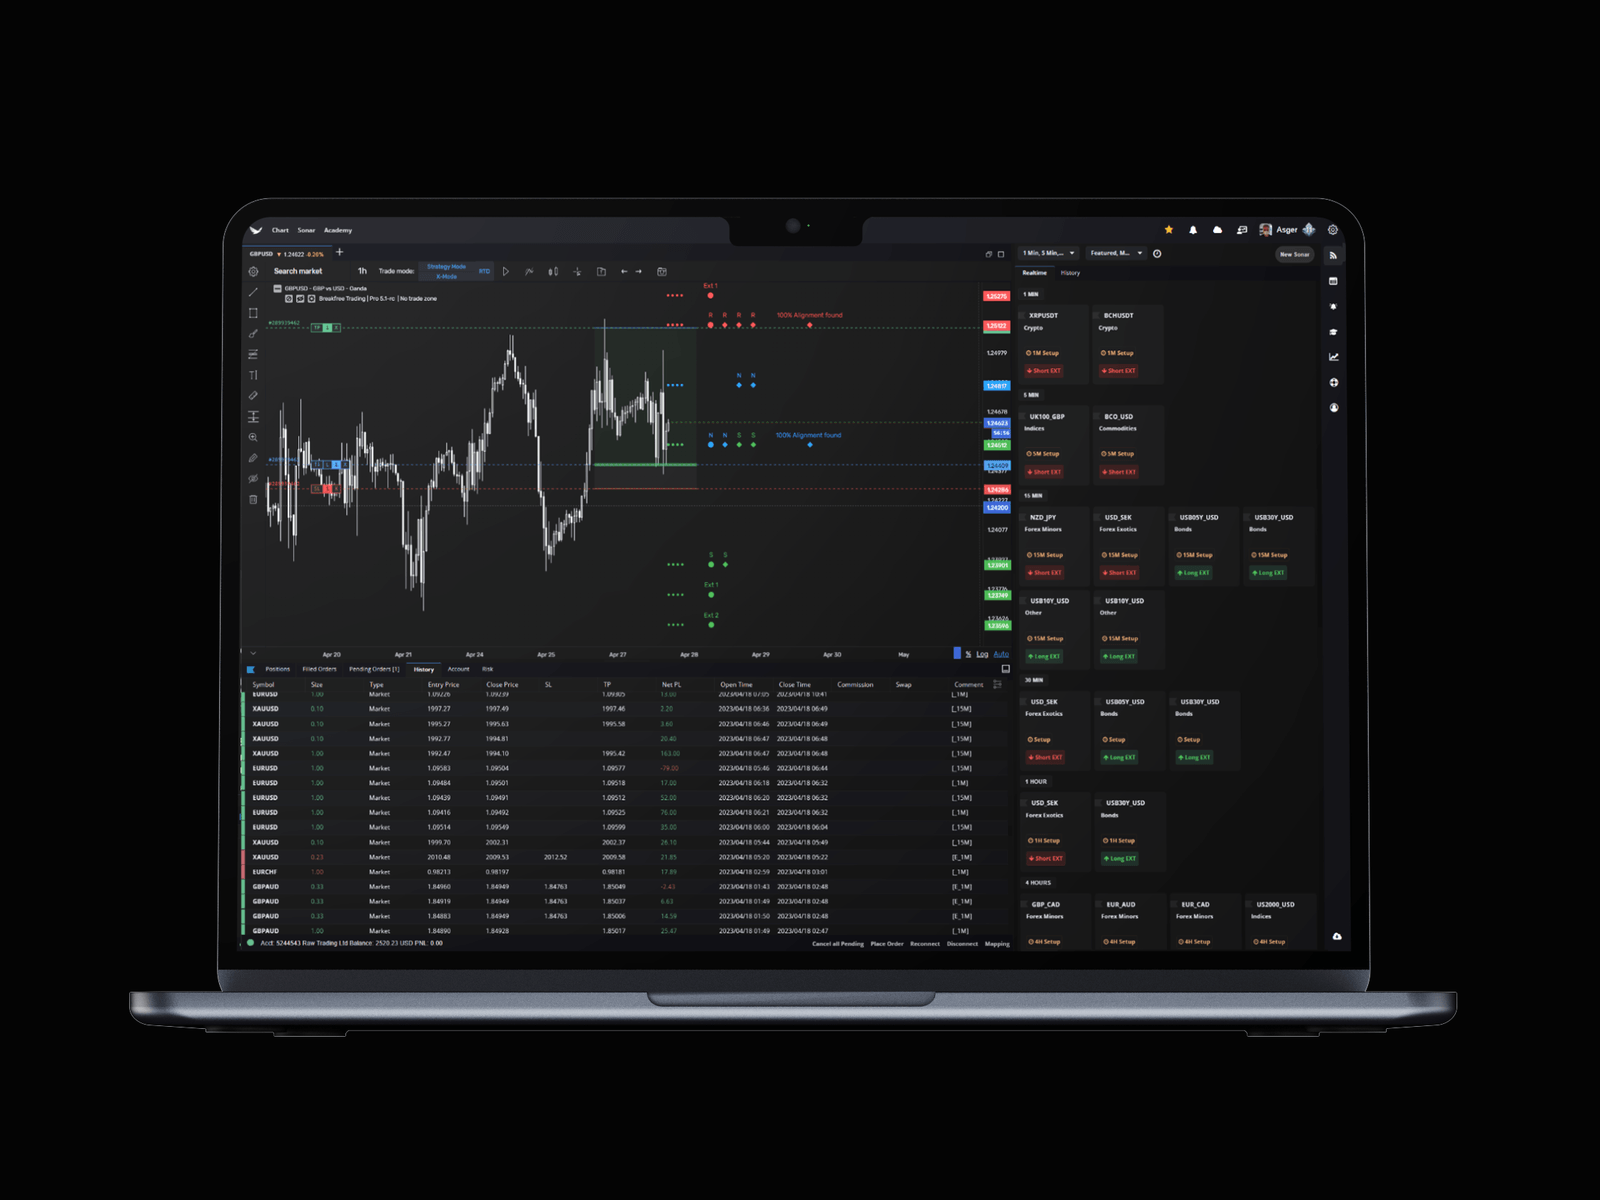 Chart Sonar Academy
Asger
GBPUSD ▼ 1.24622 -0.20%
+
Search market 1h Trade mode: Strategy Mode X-Mode RTD
GBPUSD - GBP vs USD - Oanda
Breakfree Trading | Pro 5.1-rc | No trade zone
#289539462 TP
Ext 1
R R R R 100% Alignment found
N N
N N S S 100% Alignment found
S S
Ext 1
Ext 2
1.25275
1.25122
1.24979
1.24817
1.24678
1.24623
56:16
1.24512
1.24409
1.24377
1.24286
1.24227
1.24200
1.24077
1.23901
1.23749
1.23596
Apr 20 Apr 21 Apr 24 Apr 25 Apr 27 Apr 28 Apr 29 Apr 30 May
% Log Auto
Positions Filled Orders Pending Orders [1] History Account Risk
Symbol Size Type Entry Price Close Price SL TP Net PL Open Time Close Time Commission Swap Comment
EURUSD 1.00 Market 1.09226 1.09239 1.09305 13.00 2023/04/18 07:05 2023/04/18 10:41 [_1M]
XAUUSD 0.10 Market 1997.27 1997.49 1997.46 2.20 2023/04/18 06:36 2023/04/18 06:49 [_15M]
XAUUSD 0.10 Market 1995.27 1995.63 1995.58 3.60 2023/04/18 06:46 2023/04/18 06:49 [_15M]
XAUUSD 0.10 Market 1992.77 1994.81 20.40 2023/04/18 06:47 2023/04/18 06:48 [_15M]
XAUUSD 1.00 Market 1992.47 1994.10 1995.42 163.00 2023/04/18 06:47 2023/04/18 06:48 [_15M]
EURUSD 1.00 Market 1.09583 1.09504 1.09577 -79.00 2023/04/18 05:46 2023/04/18 06:44 [_15M]
EURUSD 1.00 Market 1.09484 1.09501 1.09518 17.00 2023/04/18 06:18 2023/04/18 06:32 [_1M]
EURUSD 1.00 Market 1.09439 1.09491 1.09512 52.00 2023/04/18 06:20 2023/04/18 06:32 [_15M]
EURUSD 1.00 Market 1.09416 1.09492 1.09525 76.00 2023/04/18 06:21 2023/04/18 06:32 [_1M]
EURUSD 1.00 Market 1.09514 1.09549 1.09599 35.00 2023/04/18 06:00 2023/04/18 06:04 [_15M]
XAUUSD 0.10 Market 1999.70 2002.31 2002.37 26.10 2023/04/18 05:44 2023/04/18 05:49 [_15M]
XAUUSD 0.23 Market 2010.48 2009.53 2012.52 2009.58 21.85 2023/04/18 05:20 2023/04/18 05:22 [E_1M]
EURCHF 1.00 Market 0.98213 0.98197 0.98181 17.89 2023/04/18 02:59 2023/04/18 03:01 [_1M]
GBPAUD 0.33 Market 1.84960 1.84949 1.84763 1.85049 -2.43 2023/04/18 01:43 2023/04/18 02:48 [E_1M]
GBPAUD 0.33 Market 1.84919 1.84949 1.84763 1.85037 6.63 2023/04/18 01:49 2023/04/18 02:48 [E_1M]
GBPAUD 0.33 Market 1.84883 1.84949 1.84763 1.85006 14.59 2023/04/18 01:50 2023/04/18 02:48 [E_1M]
GBPAUD 1.00 Market 1.84890 1.84928 1.85017 25.47 2023/04/18 01:49 2023/04/18 02:47 [_1M]
Acct: 5244543 Raw Trading Ltd Balance: 2520.23 USD PNL: 0.00 Cancel all Pending Place Order Reconnect Disconnect Mapping
1 Min, 5 Min,... Featured, M... New Sonar
Realtime History
1 MIN
XRPUSDT BCHUSDT
Crypto Crypto
1M Setup 1M Setup
Short EXT Short EXT
5 MIN
UK100_GBP BCO_USD
Indices Commodities
5M Setup 5M Setup
Short EXT Short EXT
15 MIN
NZD_JPY USD_SEK USB05Y_USD USB30Y_USD
Forex Minors Forex Exotics Bonds Bonds
15M Setup 15M Setup 15M Setup 15M Setup
Short EXT Short EXT Long EXT Long EXT
USB10Y_USD USB10Y_USD
Other Other
15M Setup 15M Setup
Long EXT Long EXT
30 MIN
USD_SEK USB05Y_USD USB30Y_USD
Forex Exotics Bonds Bonds
Setup Setup Setup
Short EXT Long EXT Long EXT
1 HOUR
USD_SEK USB30Y_USD
Forex Exotics Bonds
1H Setup 1H Setup
Short EXT Long EXT
4 HOURS
GBP_CAD EUR_AUD EUR_CAD US2000_USD
Forex Minors Forex Minors Forex Minors Indices
4H Setup 4H Setup 4H Setup 4H Setup